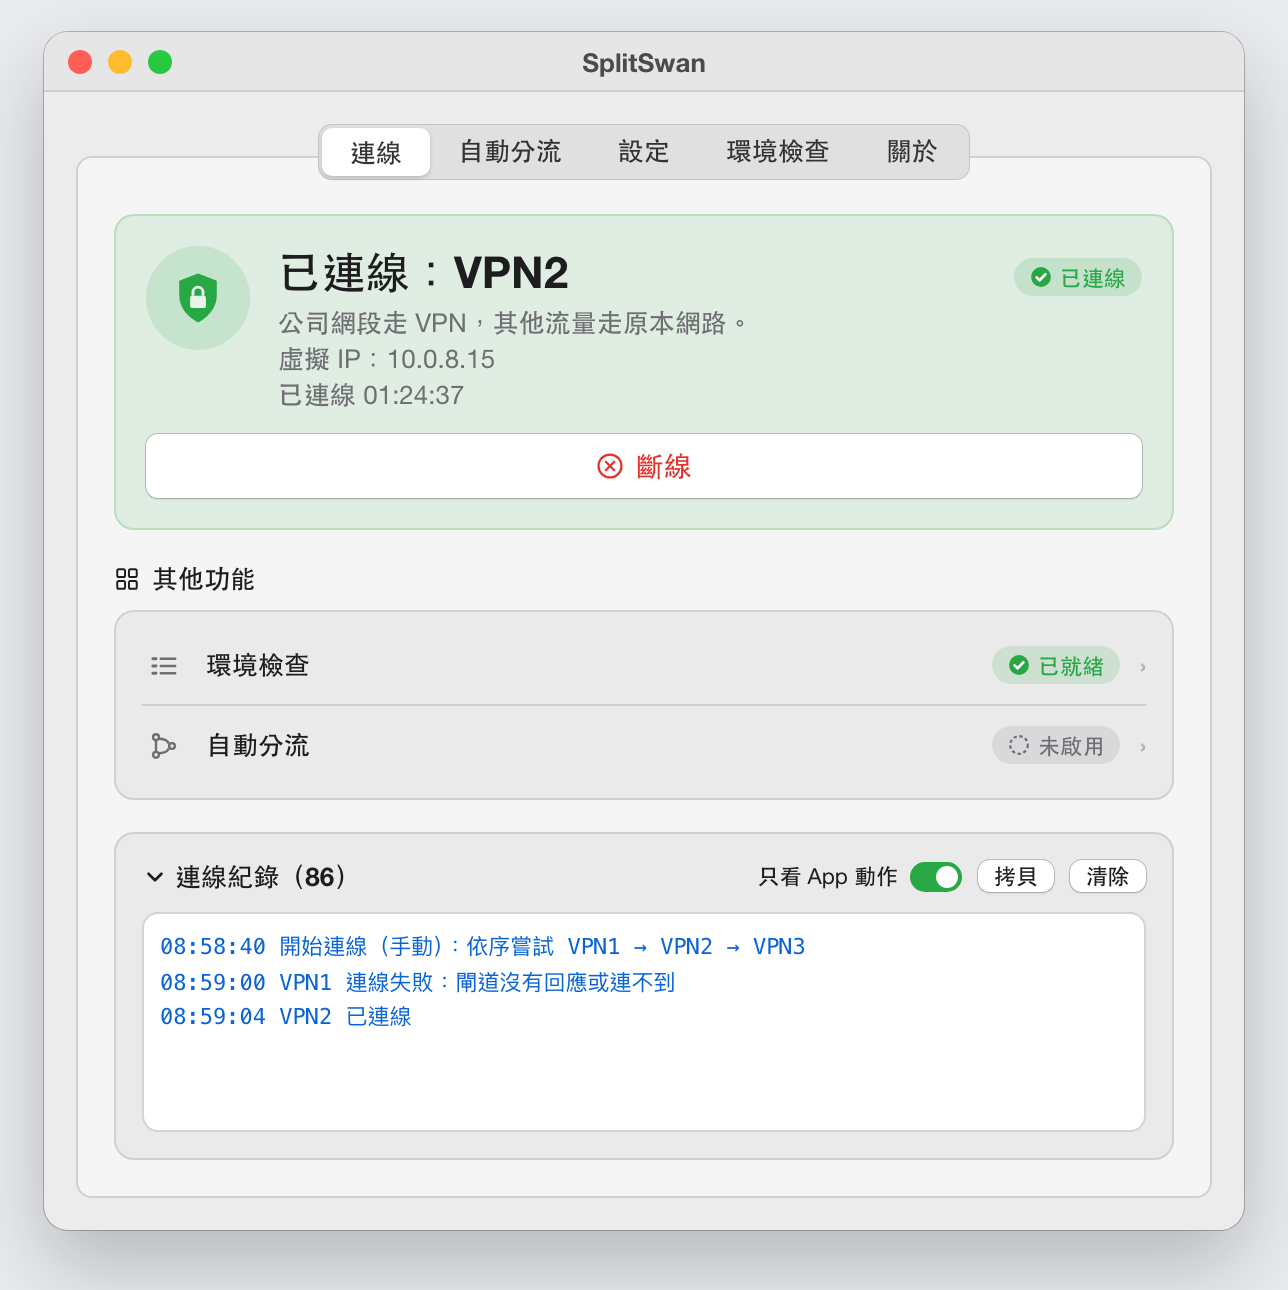 SplitSwan
連線 自動分流 設定 環境檢查 關於
已連線：VPN2
已連線
公司網段走 VPN，其他流量走原本網路。
虛擬 IP：10.0.8.15
已連線 01:24:37
斷線
其他功能
環境檢查 已就緒
自動分流 未啟用
連線紀錄（86） 只看 App 動作 拷貝 清除
08:58:40 開始連線（手動）：依序嘗試 VPN1 → VPN2 → VPN3
08:59:00 VPN1 連線失敗：閘道沒有回應或連不到
08:59:04 VPN2 已連線